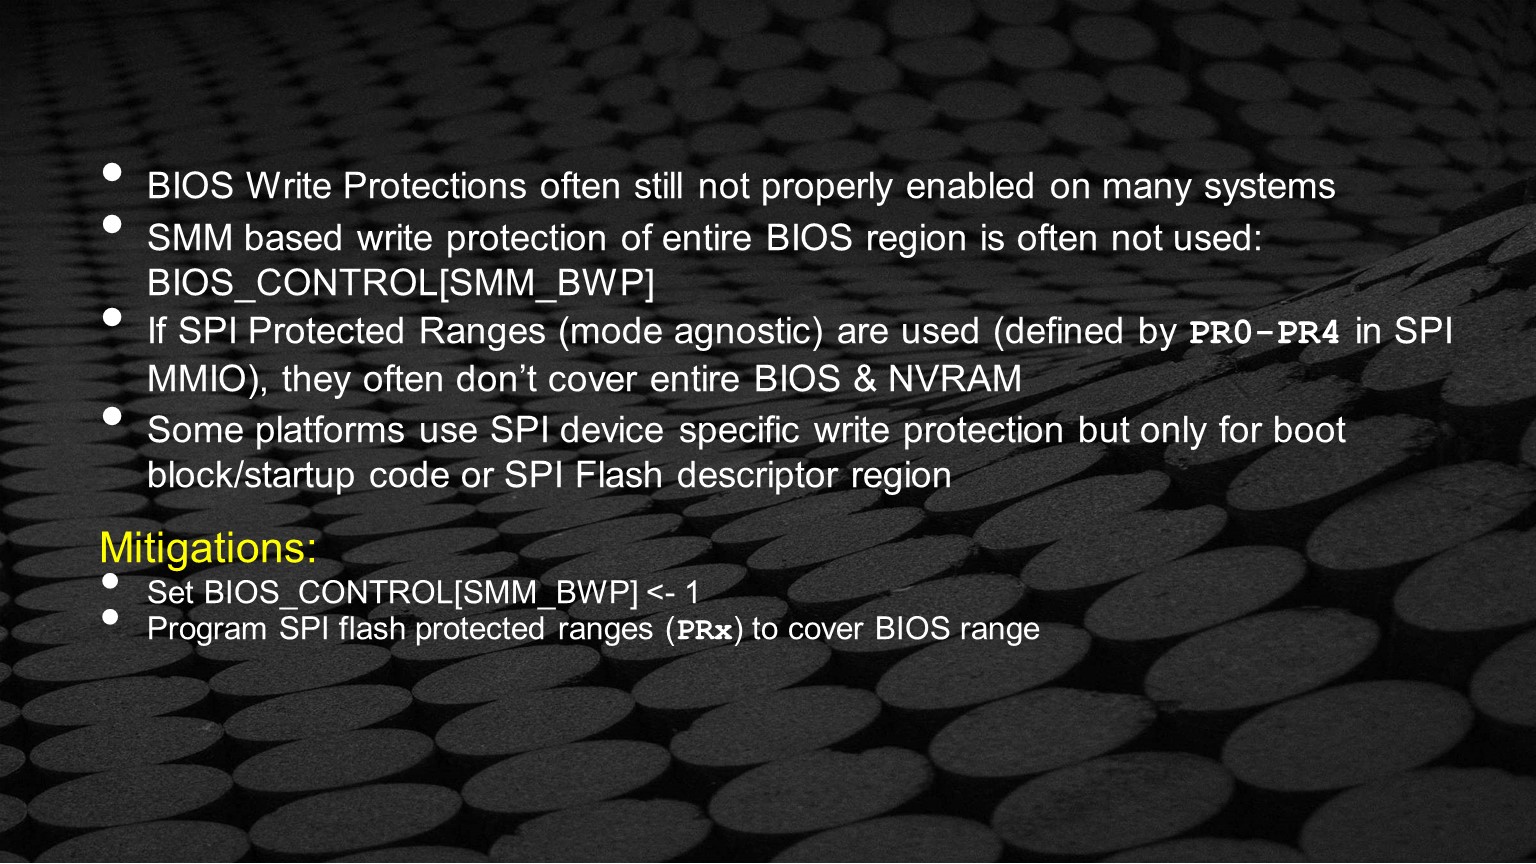 • BIOS Write Protections often still not properly enabled on many systems
• SMM based write protection of entire BIOS region is often not used:
BIOS_CONTROL[SMM_BWP]
• If SPI Protected Ranges (mode agnostic) are used (defined by PR0-PR4 in SPI
MMIO), they often don’t cover entire BIOS & NVRAM
• Some platforms use SPI device specific write protection but only for boot
block/startup code or SPI Flash descriptor region
Mitigations:
• Set BIOS_CONTROL[SMM_BWP] <- 1
• Program SPI flash protected ranges (PRx) to cover BIOS range